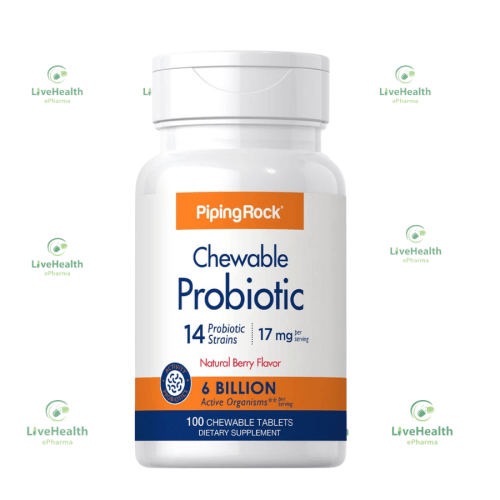 LiveHealth
ePharma
Li
LiveHealth
ePharma
PipingRock®
Chewable
Probiotic
14 Probiotic Strains | 17 mg per serving
Natural Berry Flavor
6 BILLION
Active Organisms** per serving
100 CHEWABLE TABLETS
DIETARY SUPPLEMENT
LiveHealth
ePharma
LiveHealth
ePharma
LiveHealth
ePharma
LiveHealth
ePharma